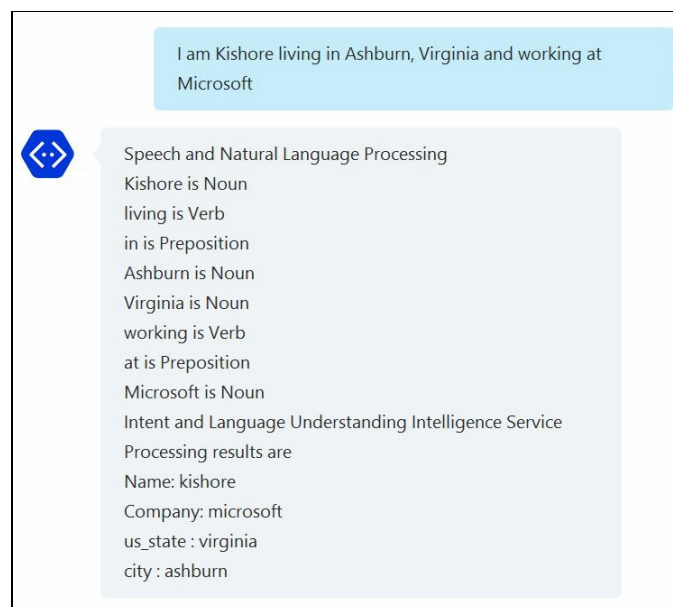 I am Kishore living in Ashburn, Virginia and working at
Microsoft
Speech and Natural Language Processing
Kishore is Noun
living is Verb
in is Preposition
Ashburn is Noun
Virginia is Noun
working is Verb
at is Preposition
Microsoft is Noun
Intent and Language Understanding Intelligence Service
Processing results are
Name: kishore
Company: microsoft
us_state : virginia
city : ashburn